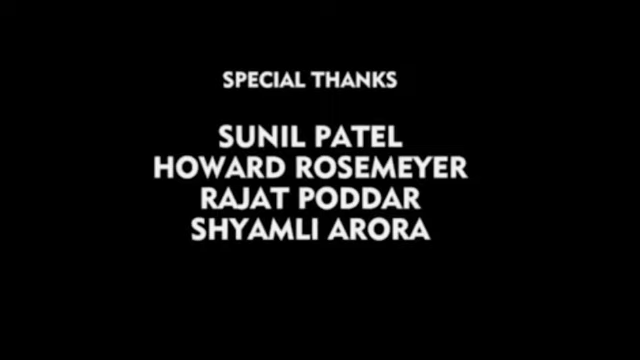 SPECIAL THANKS
SUNIL PATEL
HOWARD ROSEMEYER
RAJAT PODDAR
SHYAMLI ARORA